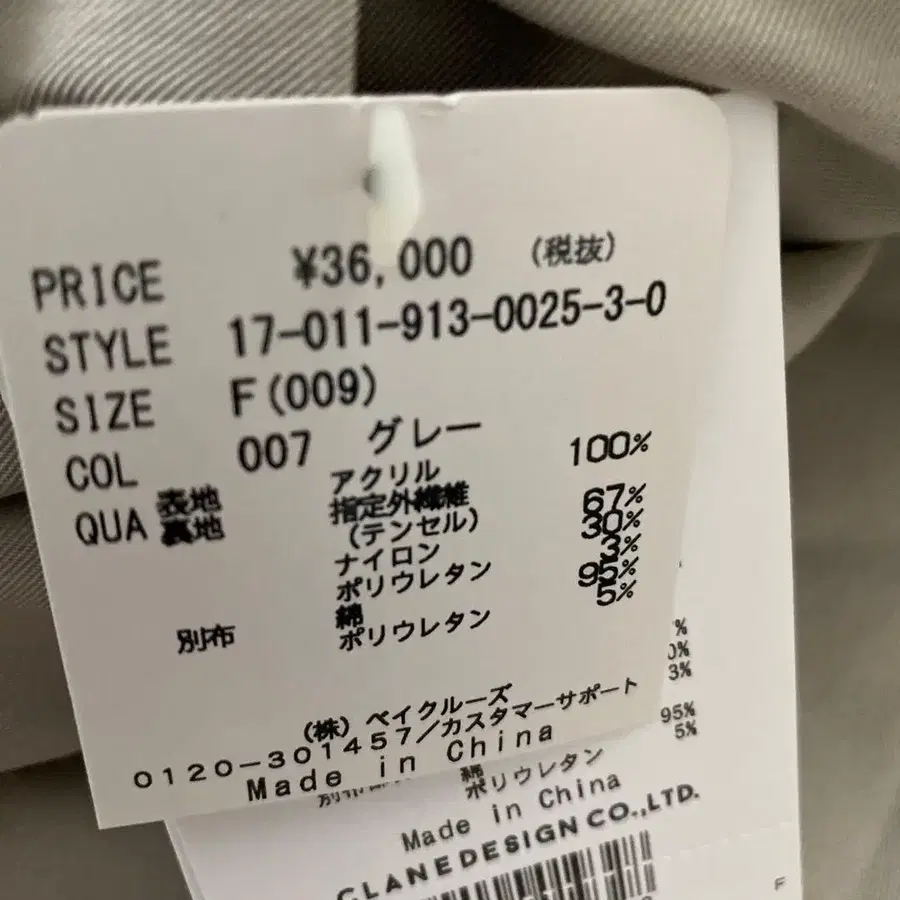 PRICE ¥36,000 (税抜)
STYLE 17-011-913-0025-3-0
SIZE F(009)
COL 007 グレー
QUA 表地 アクリル 100%
裏地 指定外繊維 67%
(テンセル)
ナイロン 30%
ポリウレタン 3%
別布 綿 95%
ポリウレタン 5%
(株) ベイクルーズ
0120-301457/カスタマーサポート
Made in China
%
0%
3%
95%
綿 5%
ポリウレタン
Made in China
CLANEDESIGN CO.,LTD.
F